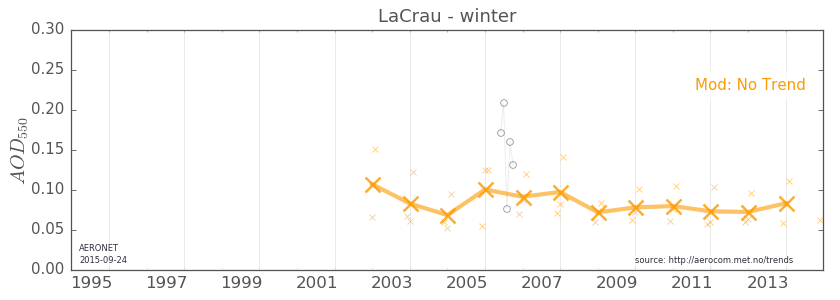 LaCrau - winter
0.30
0.25
0.20
0.15
0.10
0.05
0.00
AOD550
Mod: No Trend
AERONET
2015-09-24
source: http://aerocom.met.no/trends
1995 1997 1999 2001 2003 2005 2007 2009 2011 2013